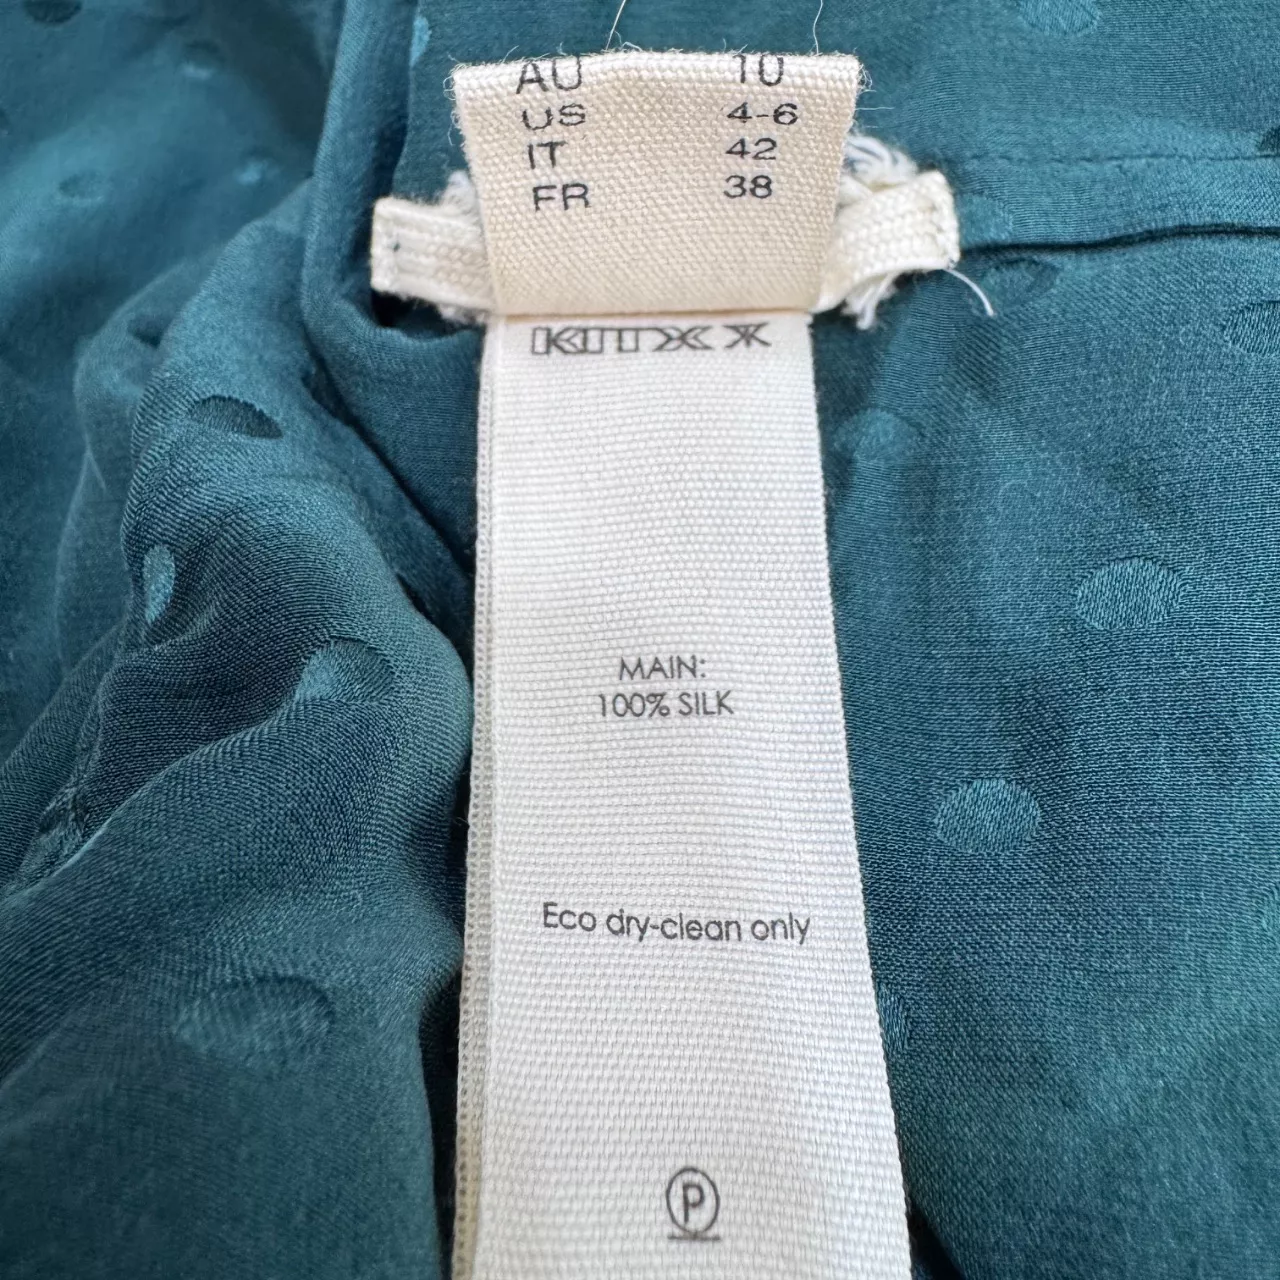 AU 10
US 4-6
IT 42
FR 38
KITX X
MAIN:
100% SILK
Eco dry-clean only
P